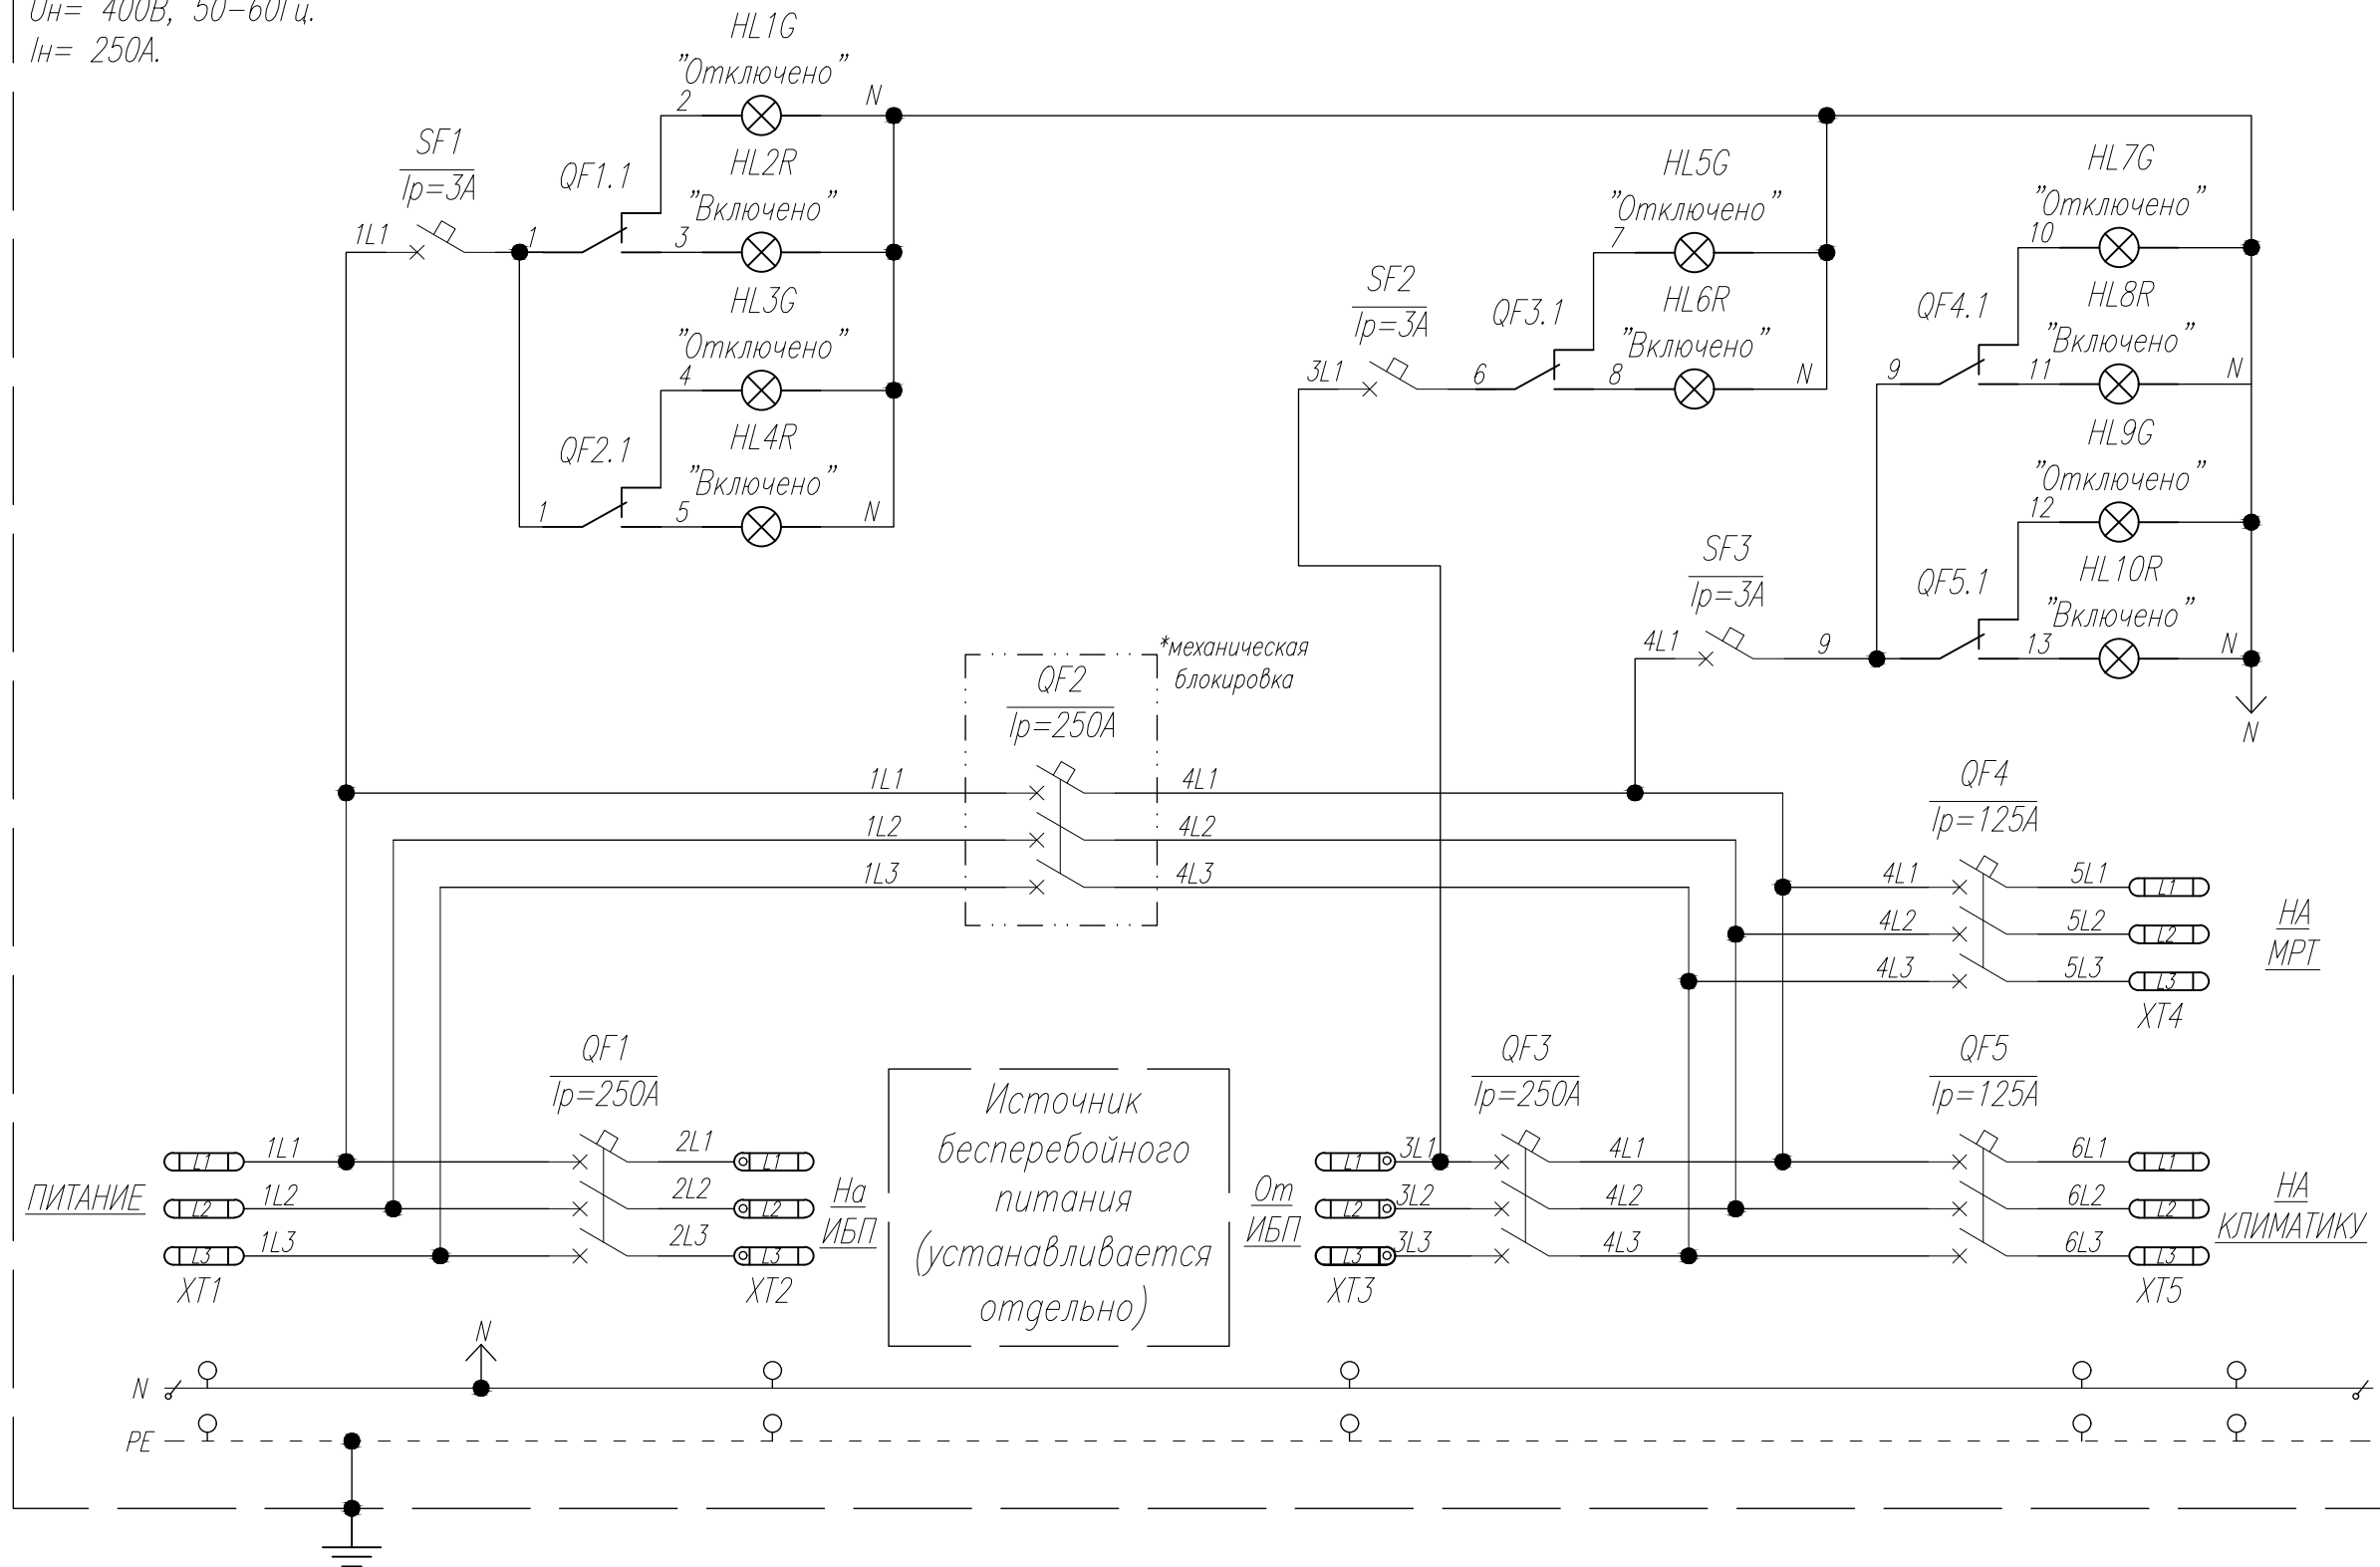 Uн= 400В, 50-60Гц.
Iн= 250А.
HL1G
"Отключено"
2
N
HL2R
"Включено"
SF1
Iр=3А
QF1.1
1L1
1
3
HL3G
"Отключено"
4
QF2.1
HL4R
"Включено"
1
5
N
HL5G
"Отключено"
7
SF2
Iр=3А
QF3.1
HL6R
"Включено"
3L1
6
8
N
HL7G
"Отключено"
10
QF4.1
HL8R
"Включено"
9
11
N
HL9G
"Отключено"
12
SF3
Iр=3А
QF5.1
HL10R
"Включено"
4L1
9
13
N
N
*механическая
блокировка
QF2
Iр=250А
1L1
4L1
1L2
4L2
1L3
4L3
QF4
Iр=125А
4L1
5L1
L1
4L2
5L2
L2
4L3
5L3
L3
XT4
НА
МРТ
QF1
Iр=250А
ПИТАНИЕ
L1
1L1
2L1
L1
L2
1L2
2L2
L2
L3
1L3
2L3
L3
XT1
XT2
На
ИБП
Источник
бесперебойного
питания
(устанавливается
отдельно)
От
ИБП
QF3
Iр=250А
QF5
Iр=125А
L1
3L1
4L1
6L1
L1
L2
3L2
4L2
6L2
L2
L3
3L3
4L3
6L3
L3
XT3
XT5
НА
КЛИМАТИКУ
N
N
PE